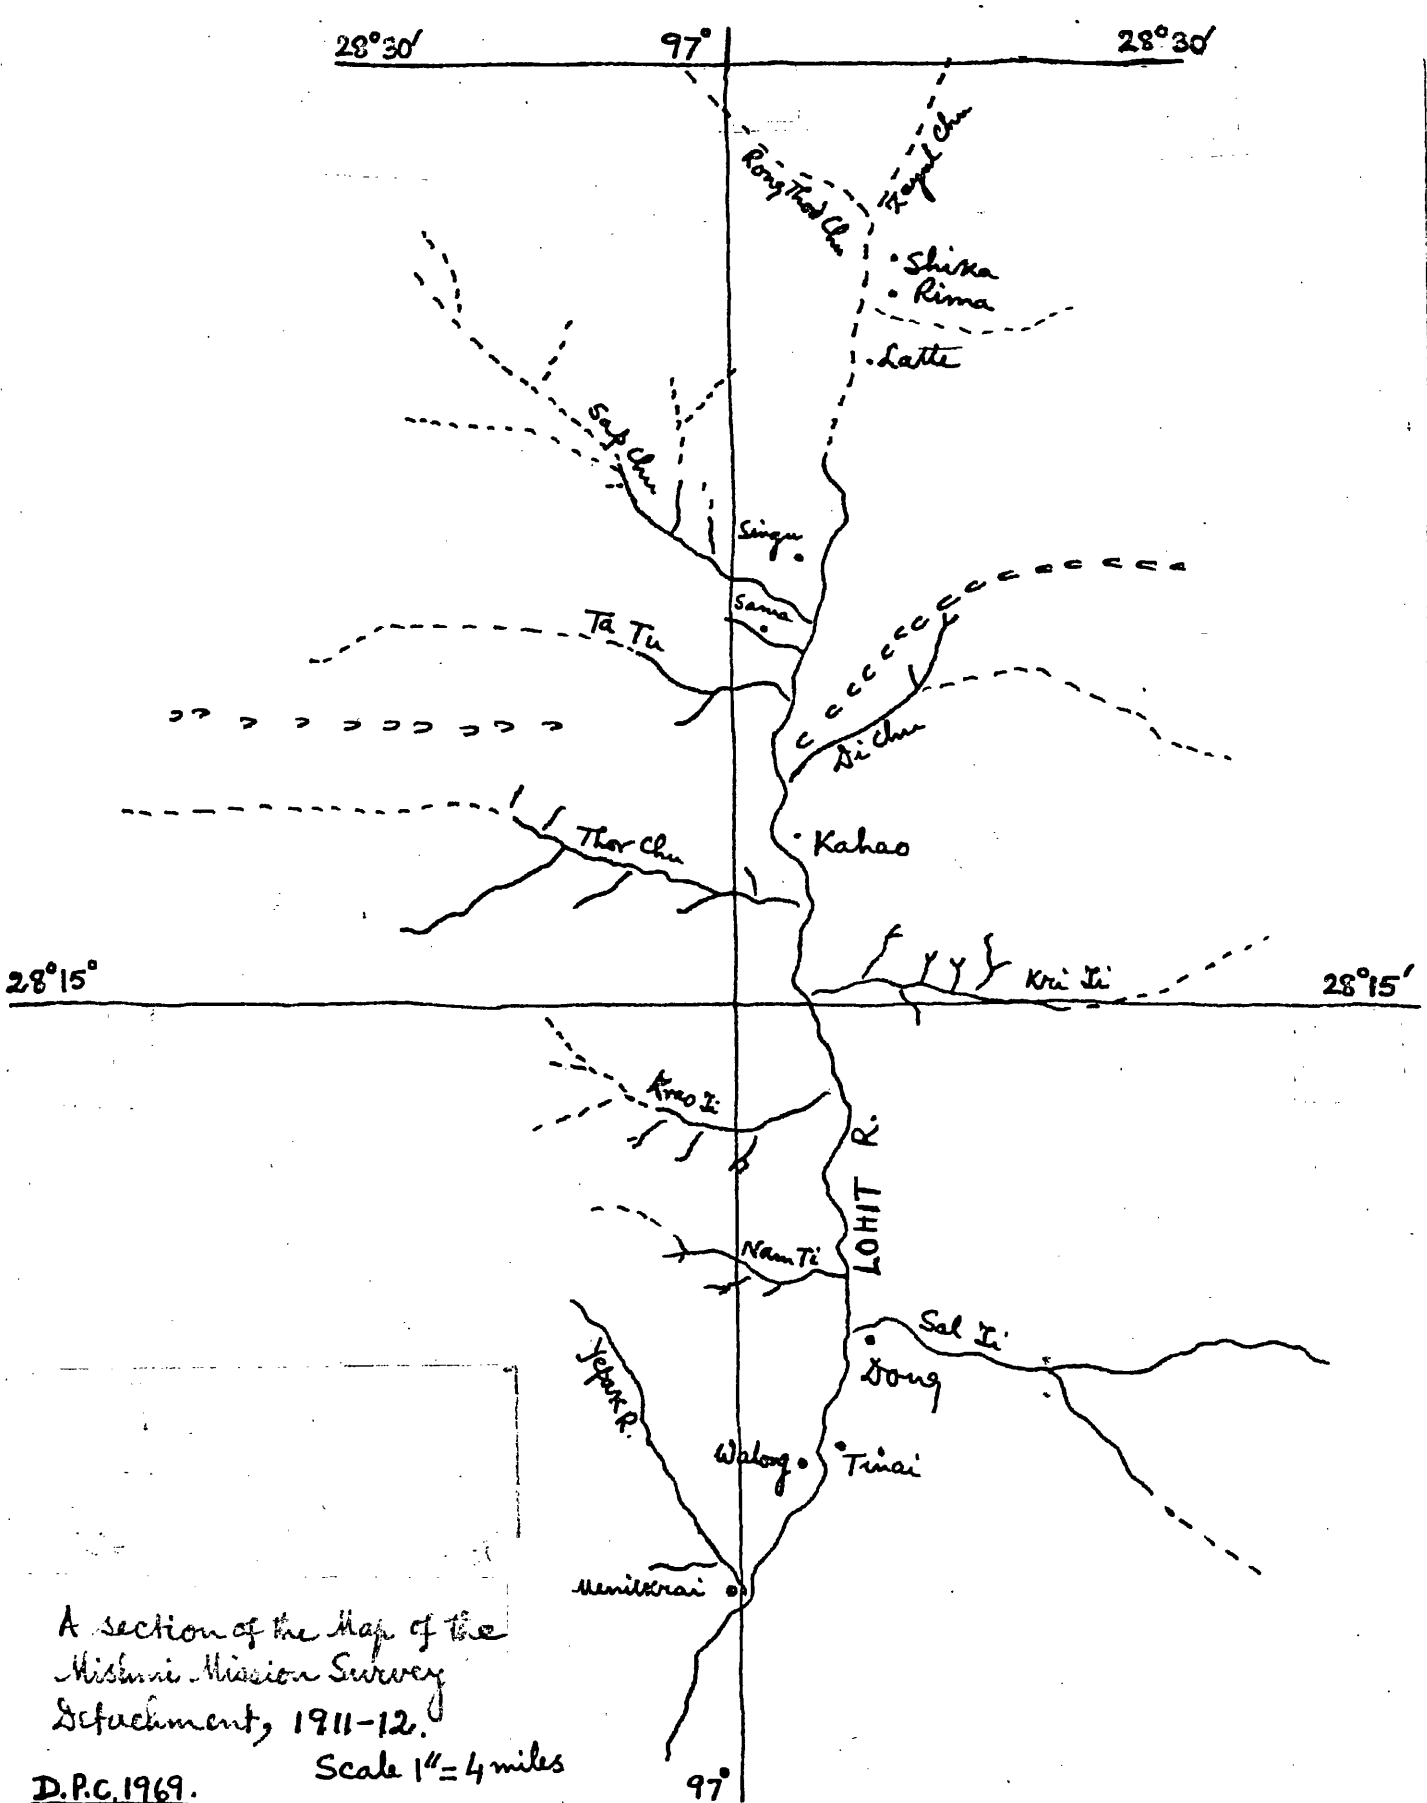 28°30′
97°
28°30′
Rong Thod Chu
Zayul Chu
Shika
Rima
Latte
Sap Chu
Singu
Sama
Ta Tu
Di Chu
Thor Chu
Kahao
28°15°
Kri Ti
28°15′
Krao Ti
LOHIT R.
Nam Ti
Sal Ti
Dong
Yepak R.
Walong
Tinai
Menilkrai
A section of the Map of the
Mishmi Mission Survey
Detachment, 1911-12.
Scale 1″=4 miles
D.P.C. 1969.
97°